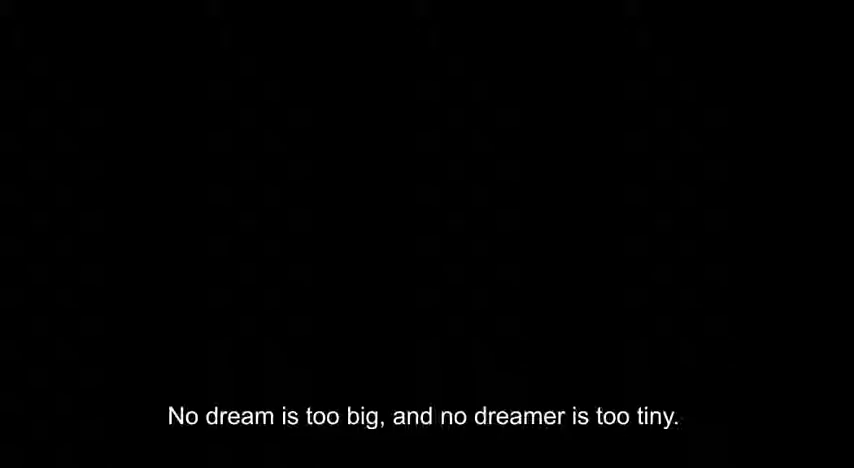 No dream is too big, and no dreamer is too tiny.